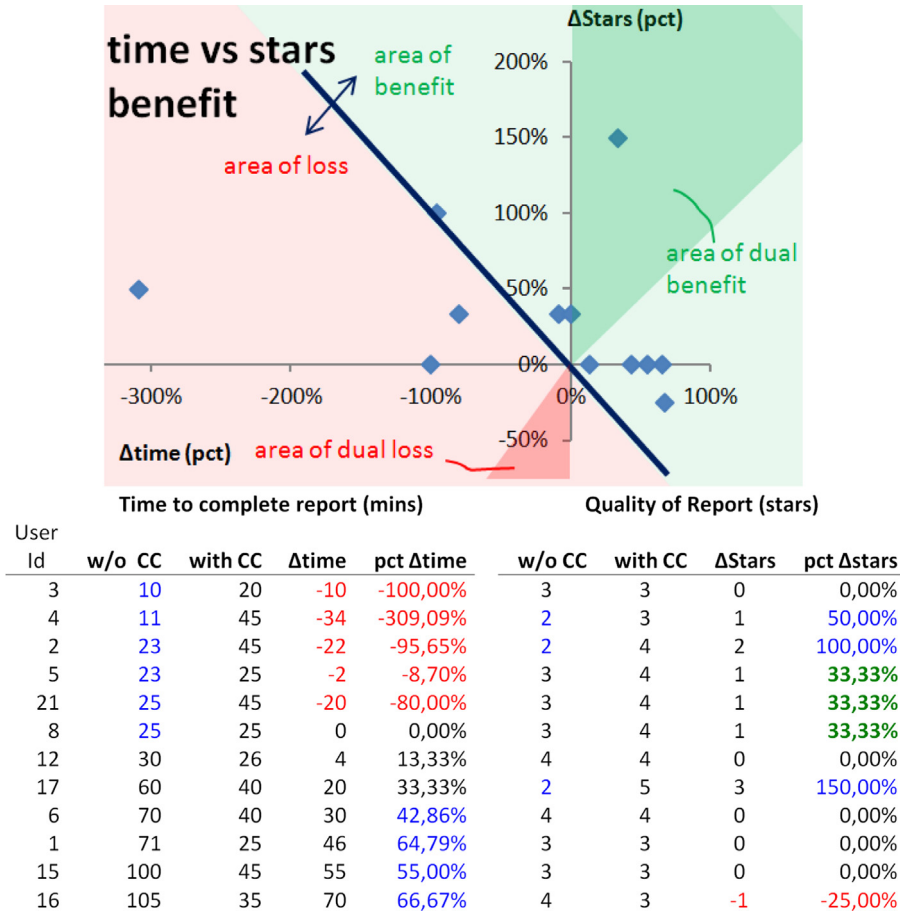 time vs stars
benefit
ΔStars (pct)
area of
benefit
area of loss
area of dual
benefit
200%
150%
100%
50%
0%
-50%
-300% -200% -100% 0% 100%
Δtime (pct)
area of dual loss
Time to complete report (mins) Quality of Report (stars)
User
Id w/o CC with CC Δtime pct Δtime w/o CC with CC ΔStars pct Δstars
3 10 20 -10 -100,00% 3 3 0 0,00%
4 11 45 -34 -309,09% 2 3 1 50,00%
2 23 45 -22 -95,65% 2 4 2 100,00%
5 23 25 -2 -8,70% 3 4 1 33,33%
21 25 45 -20 -80,00% 3 4 1 33,33%
8 25 25 0 0,00% 3 4 1 33,33%
12 30 26 4 13,33% 4 4 0 0,00%
17 60 40 20 33,33% 2 5 3 150,00%
6 70 40 30 42,86% 4 4 0 0,00%
1 71 25 46 64,79% 3 3 0 0,00%
15 100 45 55 55,00% 3 3 0 0,00%
16 105 35 70 66,67% 4 3 -1 -25,00%